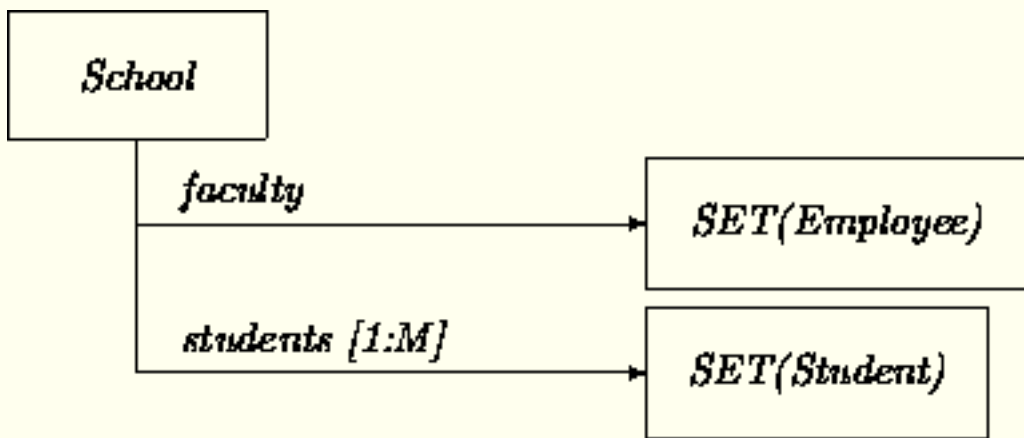 School
faculty
SET(Employee)
students [1:M]
SET(Student)